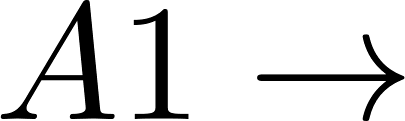 A1 →